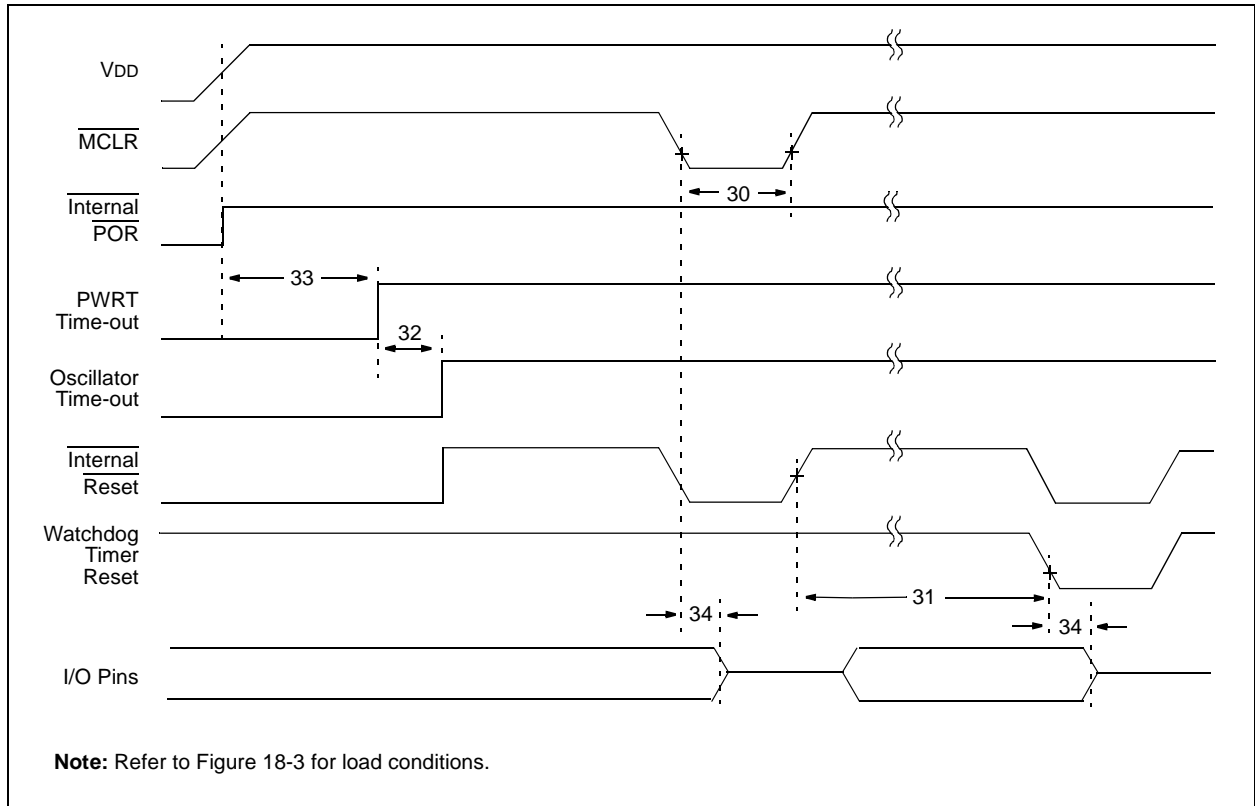 VDD
MCLR
30
Internal
POR
33
PWRT
Time-out
32
Oscillator
Time-out
Internal
Reset
Watchdog
Timer
Reset
31
34
34
I/O Pins
Note: Refer to Figure 18-3 for load conditions.